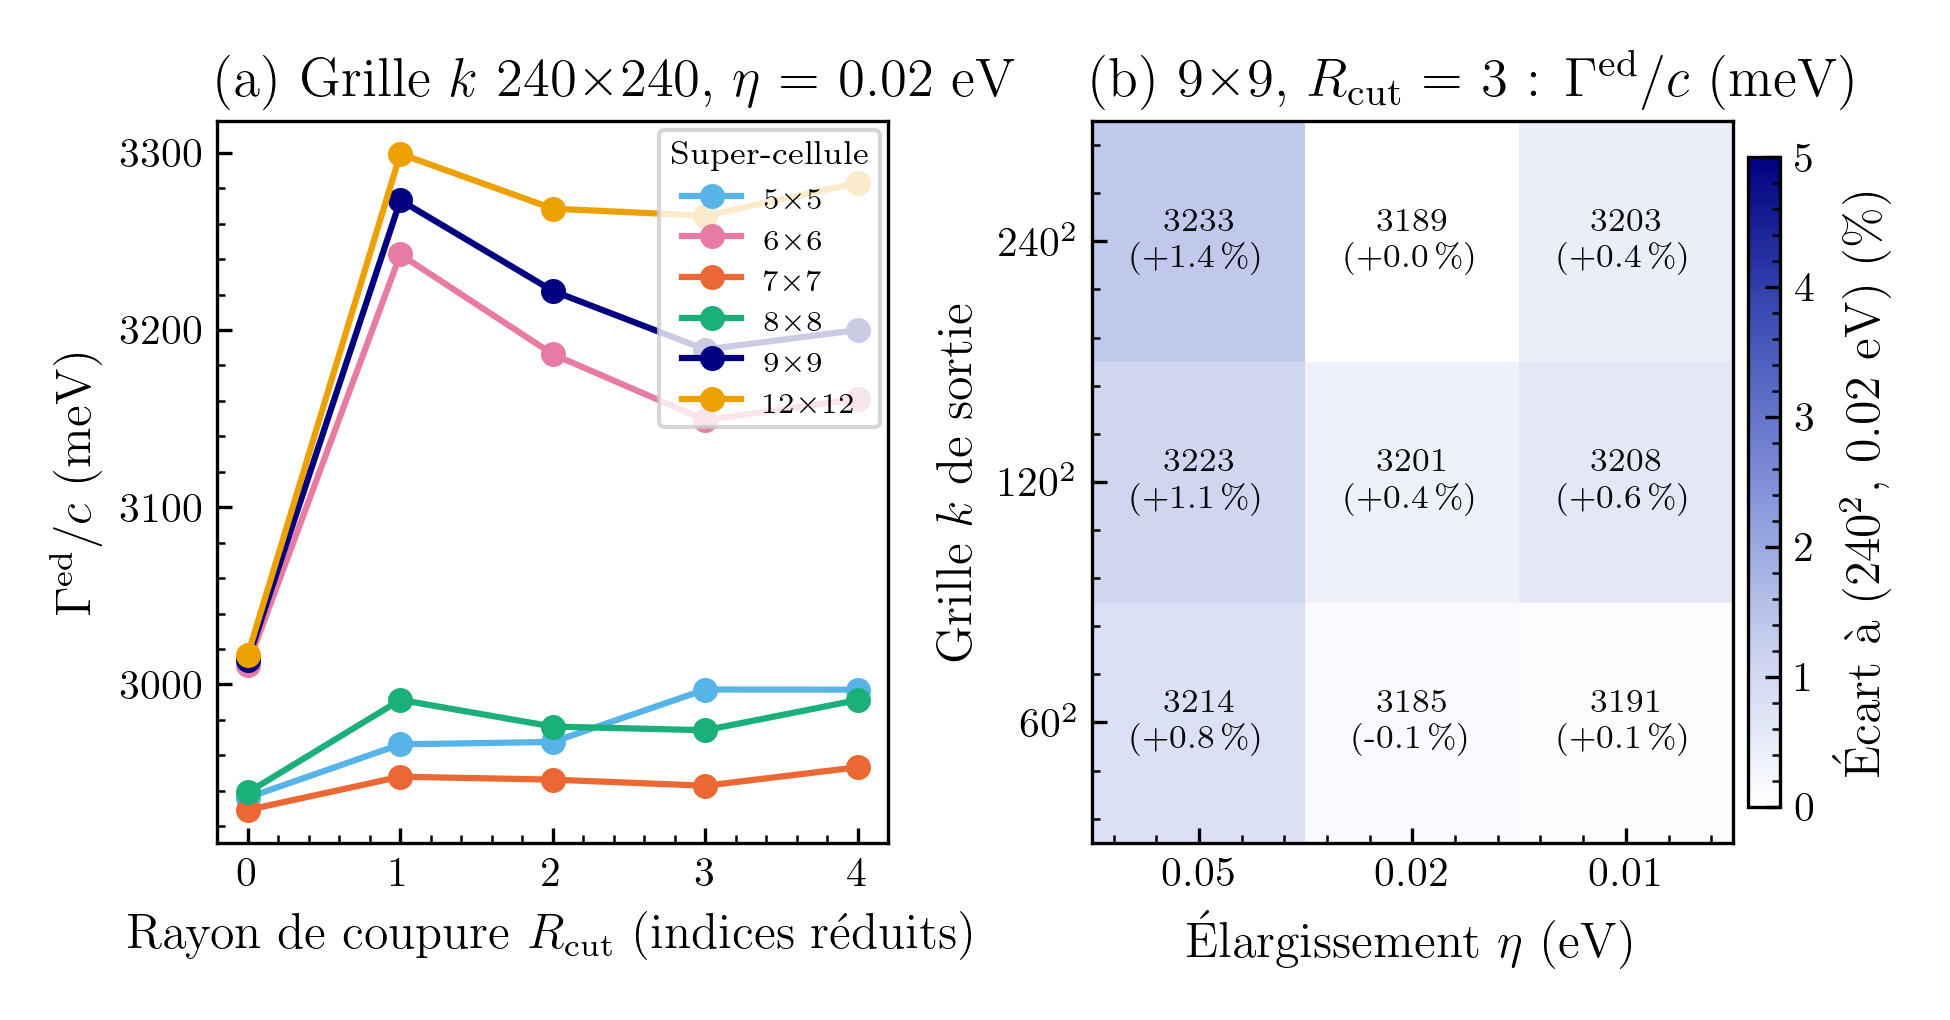 (a) Grille k 240×240, η = 0.02 eV
Γᵉᵈ/c (meV)
3300
3200
3100
3000
Super-cellule
5×5
6×6
7×7
8×8
9×9
12×12
0 1 2 3 4
Rayon de coupure R_cut (indices réduits)
(b) 9×9, R_cut = 3 : Γᵉᵈ/c (meV)
Grille k de sortie
240²
120²
60²
3233 3189 3203
(+1.4 %) (+0.0 %) (+0.4 %)
3223 3201 3208
(+1.1 %) (+0.4 %) (+0.6 %)
3214 3185 3191
(+0.8 %) (-0.1 %) (+0.1 %)
0.05 0.02 0.01
Élargissement η (eV)
5
4
3
2
1
0
Écart à (240², 0.02 eV) (%)